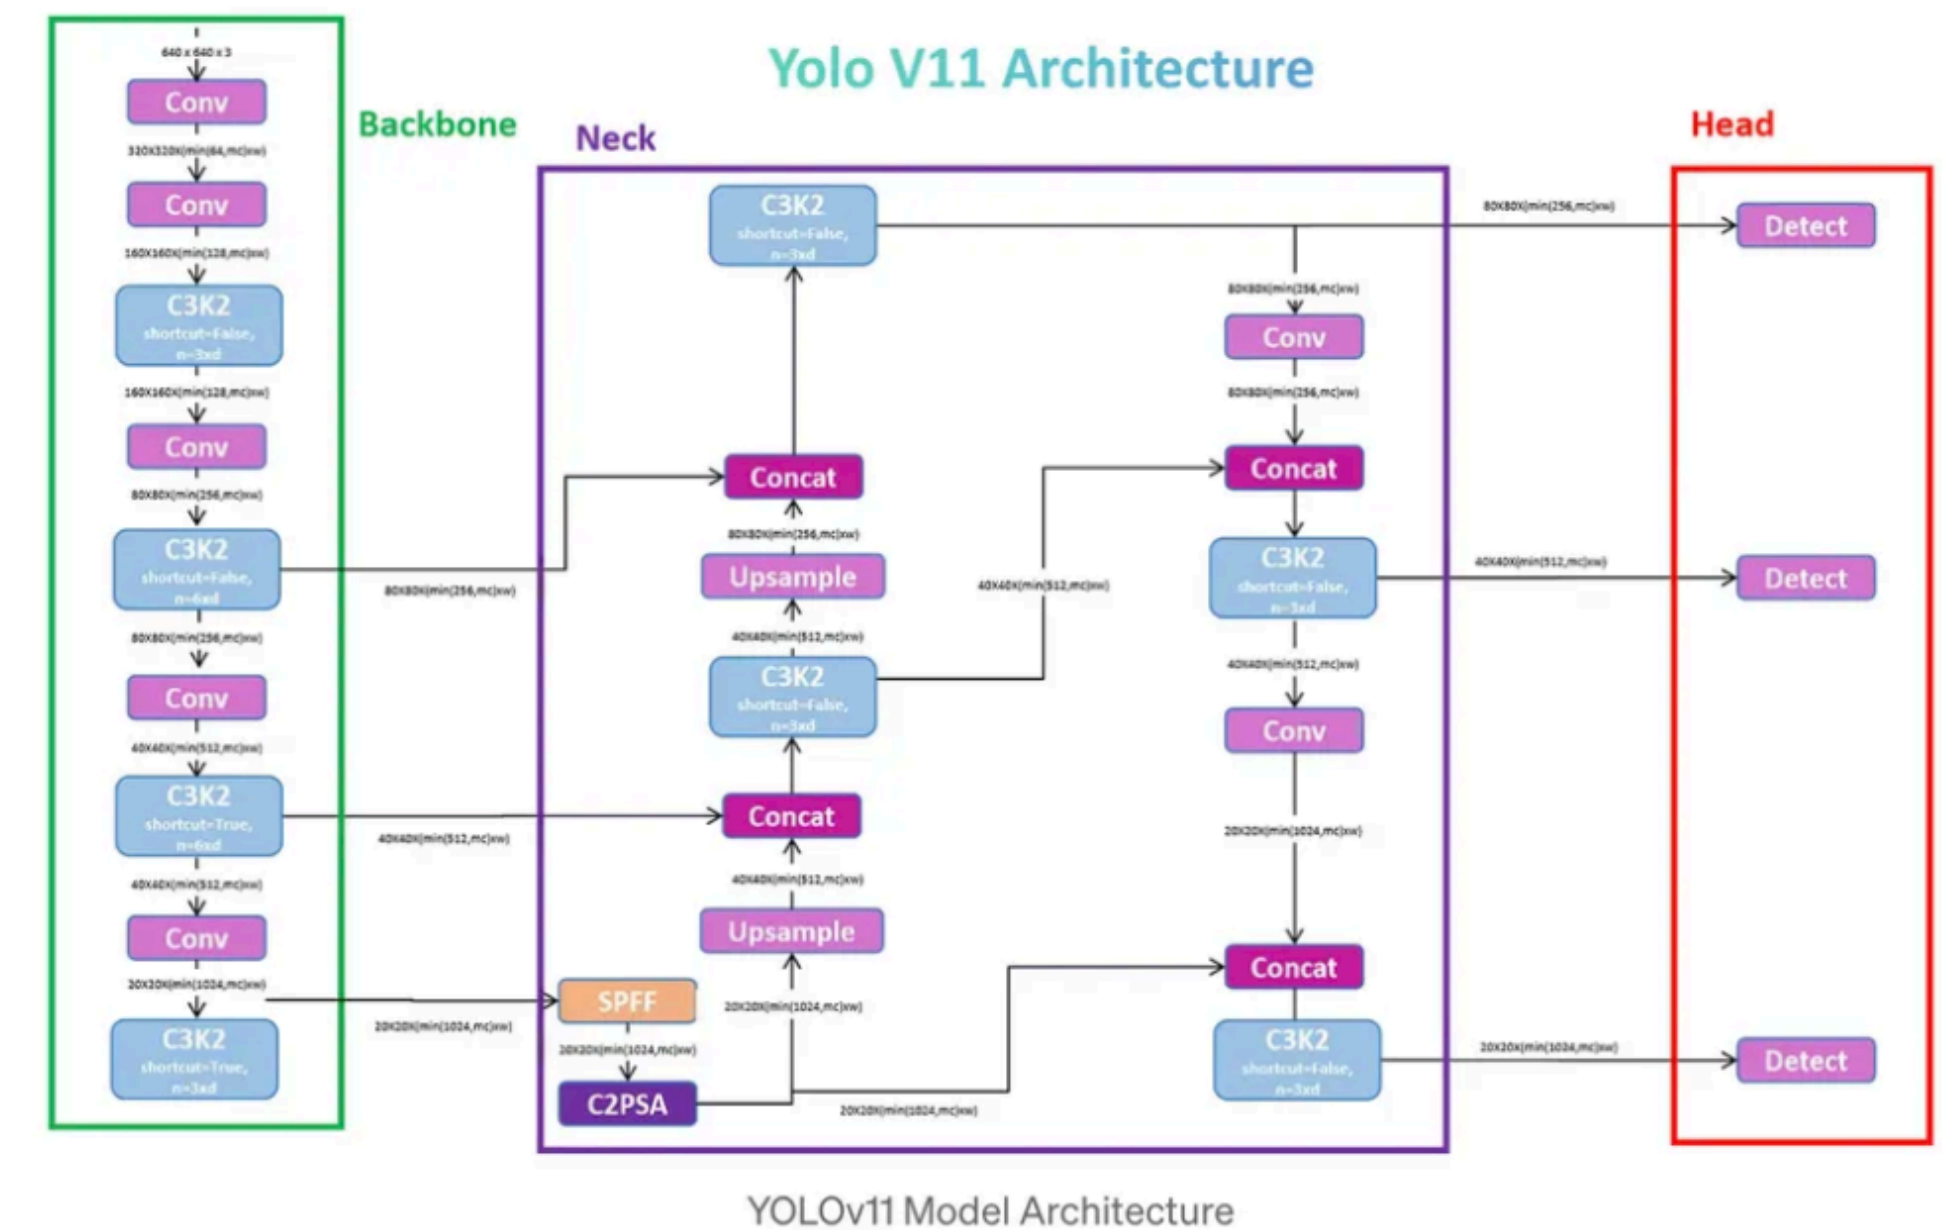 Yolo V11 Architecture
Backbone
640 x 640 x 3
Conv
320X320X(min(64,mc)xw)
Conv
160X160X(min(128,mc)xw)
C3K2
shortcut=False,
n=3xd
160X160X(min(128,mc)xw)
Conv
80X80X(min(256,mc)xw)
C3K2
shortcut=False,
n=6xd
80X80X(min(256,mc)xw)
80X80X(min(256,mc)xw)
Conv
40X40X(min(512,mc)xw)
C3K2
shortcut=True,
n=6xd
40X40X(min(512,mc)xw)
40X40X(min(512,mc)xw)
Conv
20X20X(min(1024,mc)xw)
20X20X(min(1024,mc)xw)
C3K2
shortcut=True,
n=3xd
Neck
C3K2
shortcut=False,
n=3xd
Concat
80X80X(min(256,mc)xw)
Upsample
40X40X(min(512,mc)xw)
C3K2
shortcut=False,
n=3xd
Concat
40X40X(min(512,mc)xw)
Upsample
20X20X(min(1024,mc)xw)
SPFF
20X20X(min(1024,mc)xw)
C2PSA
20X20X(min(1024,mc)xw)
40X40X(min(512,mc)xw)
80X80X(min(256,mc)xw)
Conv
80X80X(min(256,mc)xw)
Concat
C3K2
shortcut=False,
n=3xd
40X40X(min(512,mc)xw)
Conv
20X20X(min(1024,mc)xw)
Concat
C3K2
shortcut=False,
n=3xd
Head
80X80X(min(256,mc)xw)
Detect
40X40X(min(512,mc)xw)
Detect
20X20X(min(1024,mc)xw)
Detect
YOLOv11 Model Architecture